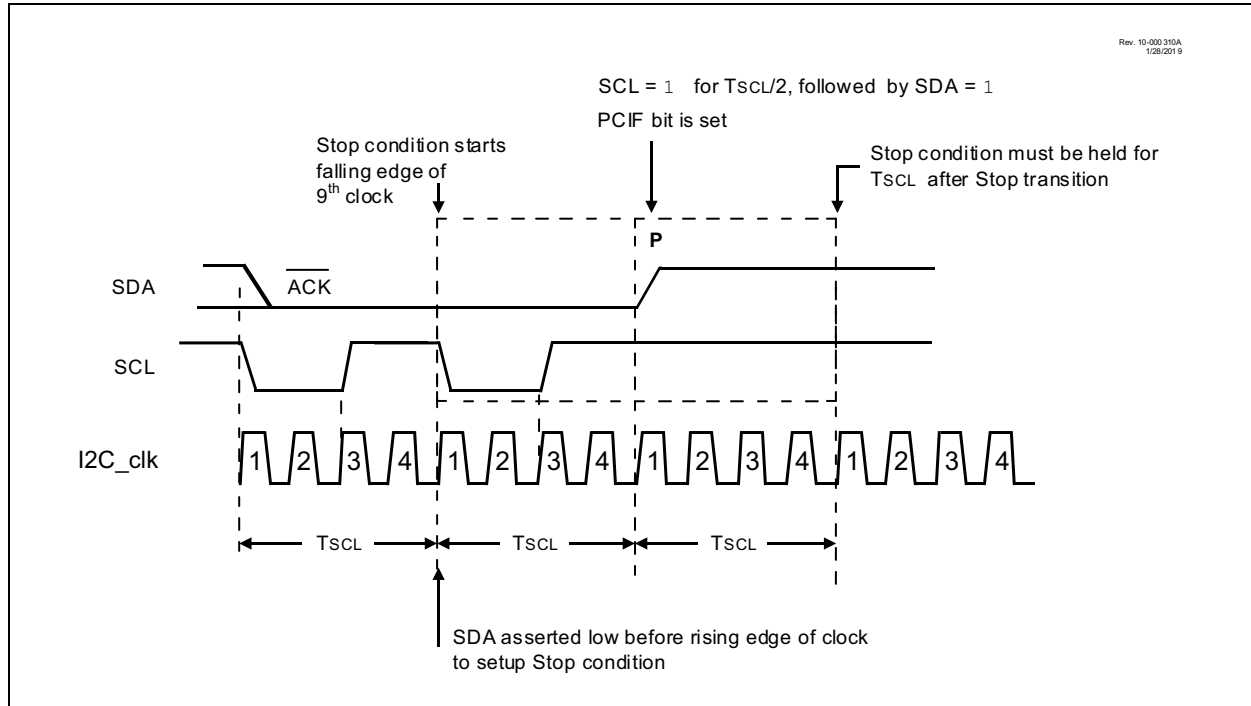 Rev. 10-000 310A
1/28/201 9
SCL = 1 for TSCL/2, followed by SDA = 1
PCIF bit is set
Stop condition starts
falling edge of
9th clock
Stop condition must be held for
TSCL after Stop transition
P
SDA
ACK
SCL
I2C_clk
1 2 3 4 1 2 3 4 1 2 3 4 1 2 3 4
TSCL TSCL TSCL
SDA asserted low before rising edge of clock
to setup Stop condition